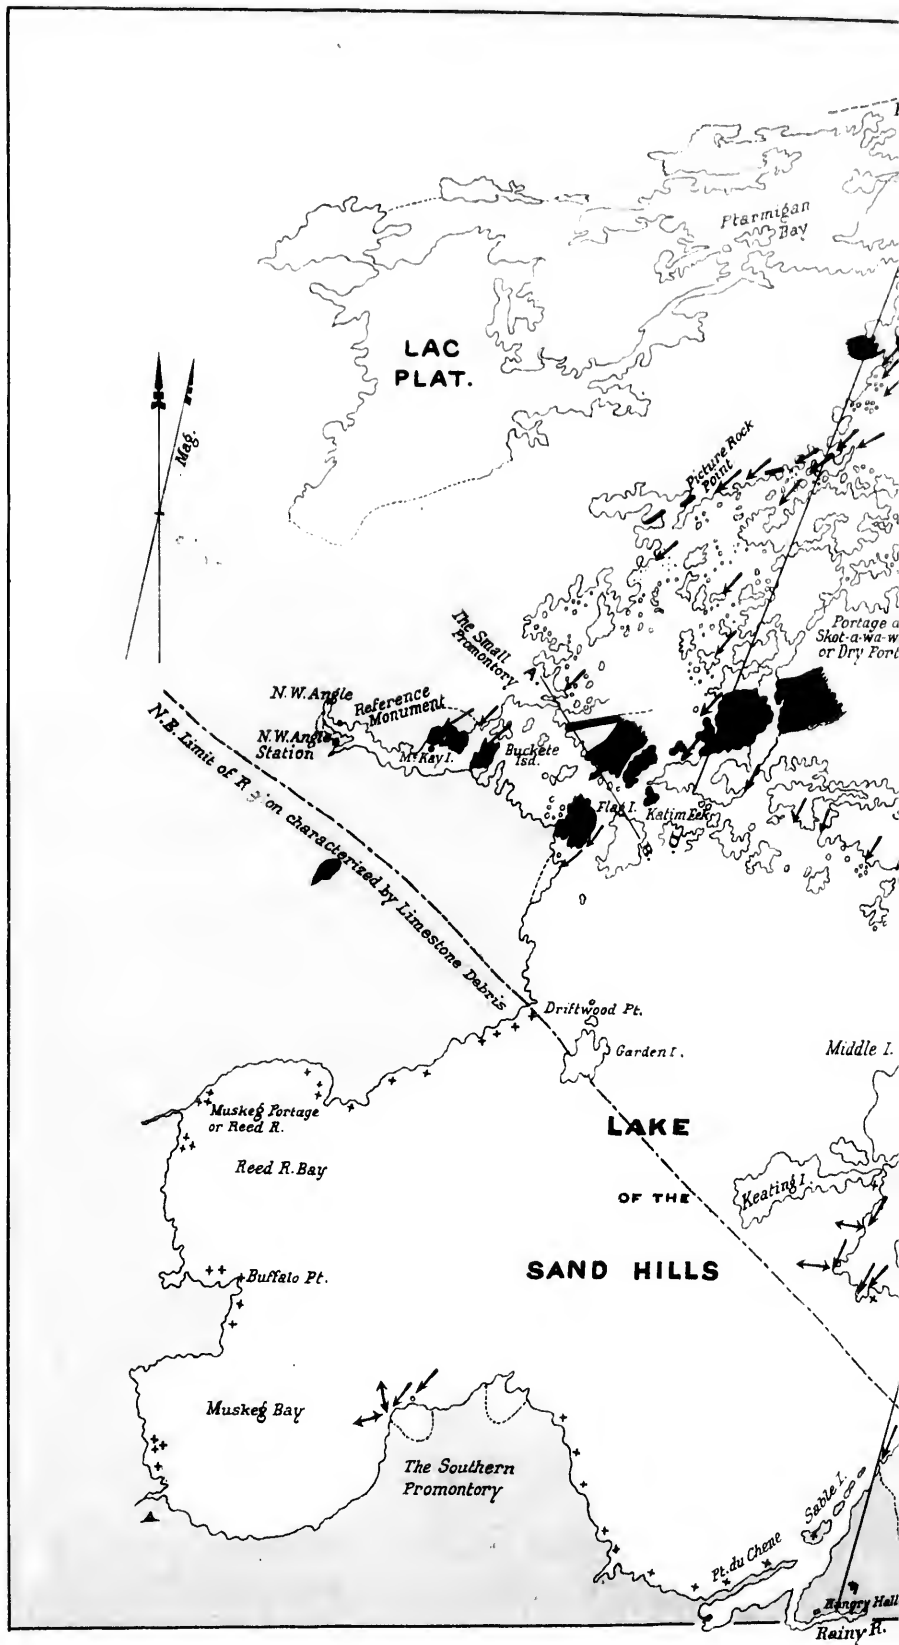 Ptarmigan
Bay
LAC
PLAT.
Mag.
Picture Rock
Point
Portage a
Skot-a-wa-w
or Dry Port
The Small
Promontory
A.
N.W. Angle
Reference
Monument
N.W. Angle
Station
McKay I.
Buckete
Isd.
Flag I.
Katim Eek
B.
D.
N.E. Limit of Region characterized by Limestone Debris
Driftwood Pt.
Garden I.
Middle I.
Muskeg Portage
or Reed R.
LAKE
Reed R. Bay
Keating I.
OF THE
Buffalo Pt.
SAND HILLS
Muskeg Bay
The Southern
Promontory
Sable I.
Pt. du Chene
Hungry Hall
Rainy R.